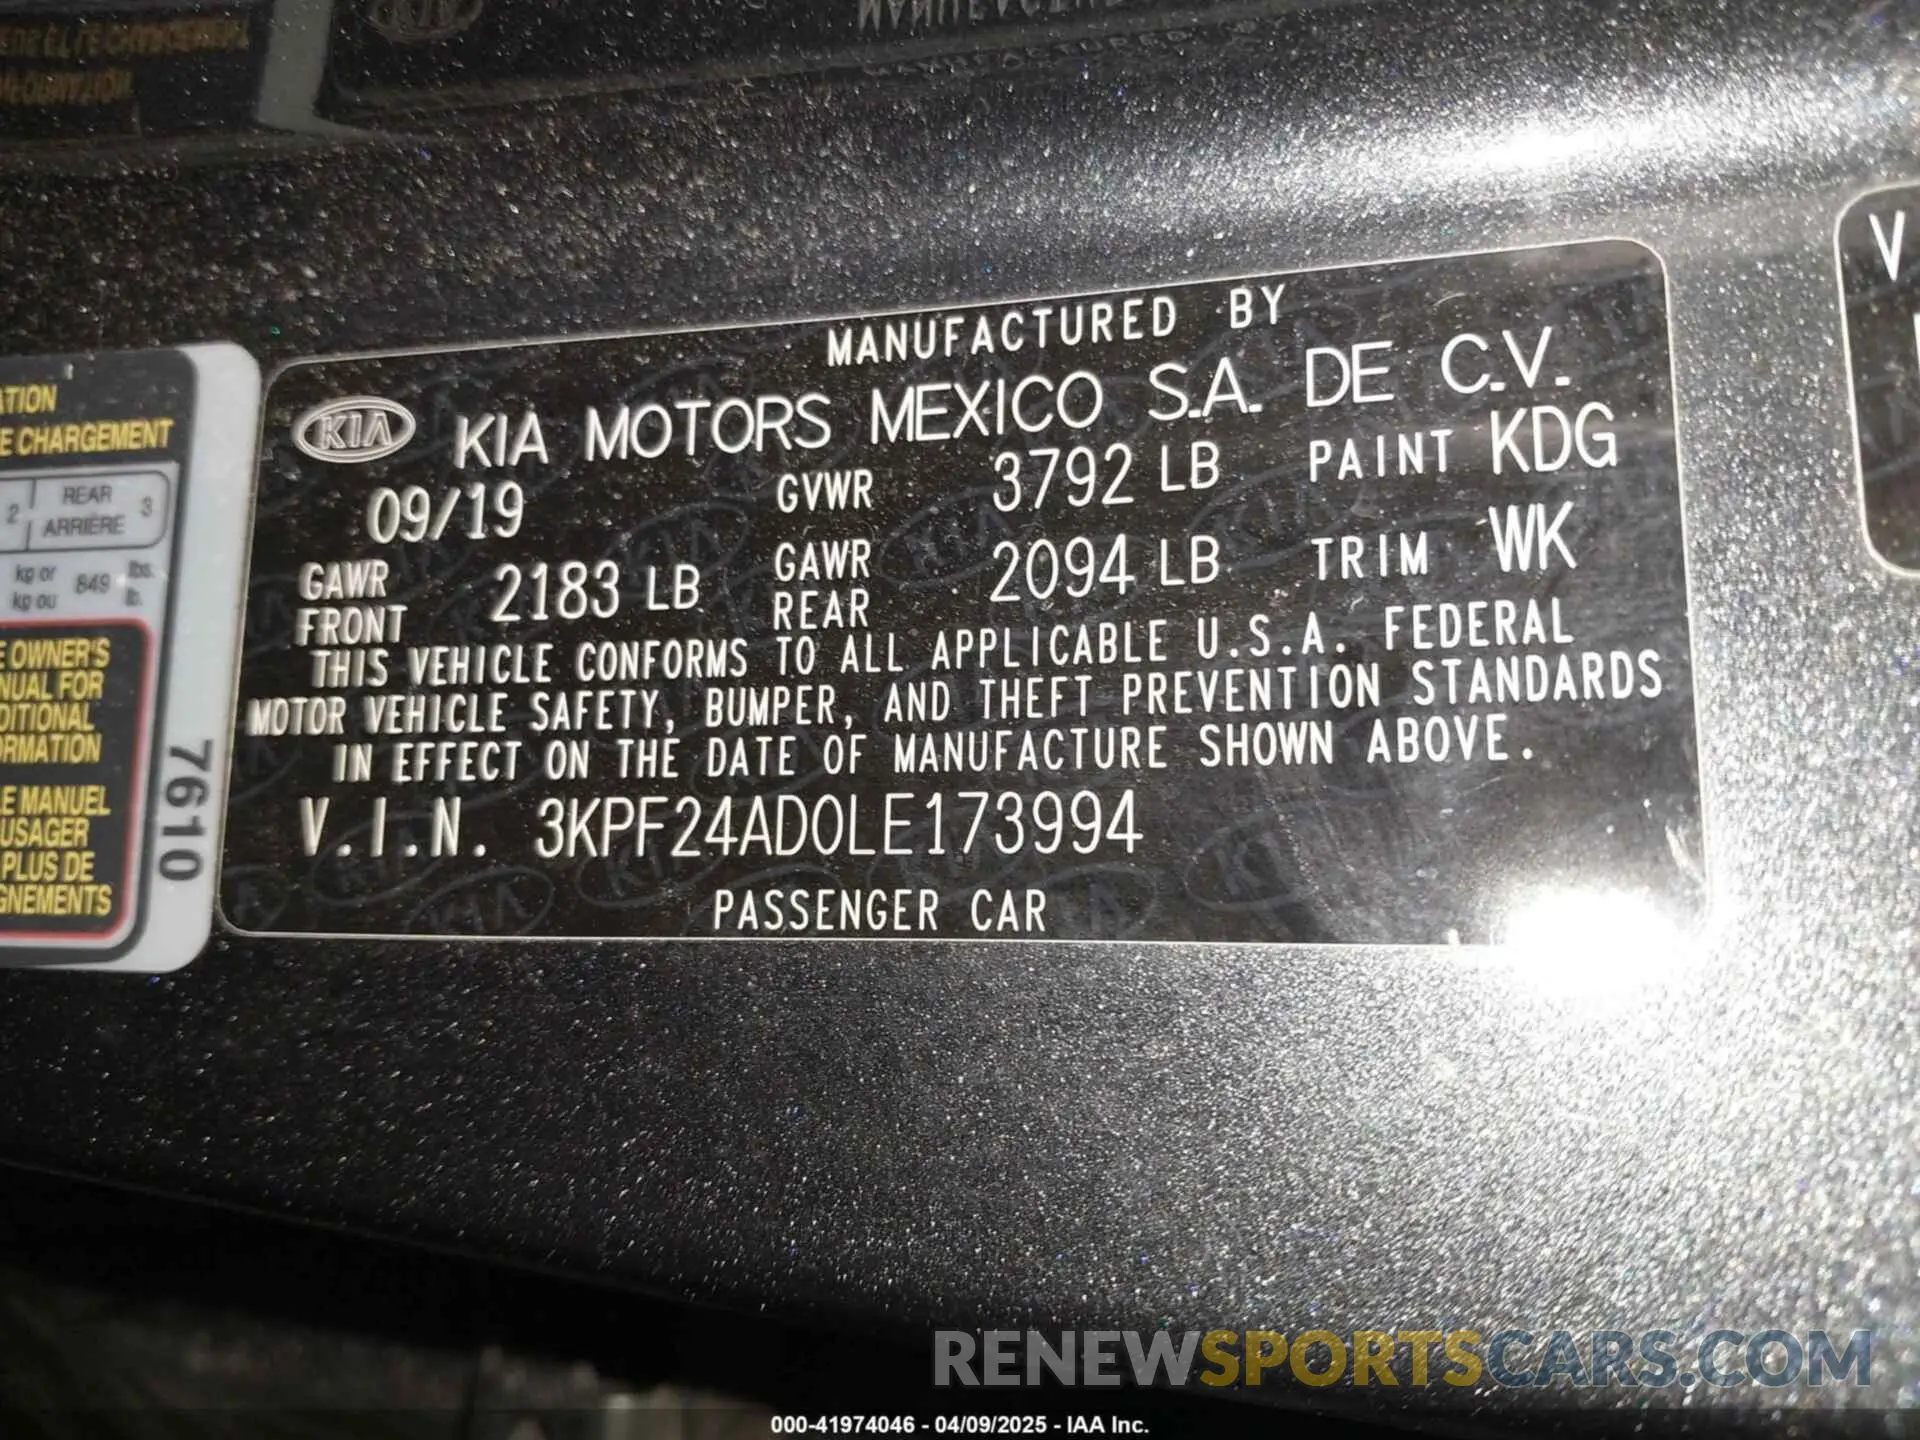 MANUFACTURED BY
KIA KIA MOTORS MEXICO S.A. DE C.V.
09/19 GVWR 3792 LB PAINT KDG
GAWR FRONT 2183 LB GAWR REAR 2094 LB TRIM WK
THIS VEHICLE CONFORMS TO ALL APPLICABLE U.S.A. FEDERAL
MOTOR VEHICLE SAFETY, BUMPER, AND THEFT PREVENTION STANDARDS
IN EFFECT ON THE DATE OF MANUFACTURE SHOWN ABOVE.
V.I.N. 3KPF24AD0LE173994
PASSENGER CAR
E CHARGEMENT
2 REAR 3
ARRIÈRE
kg or 849 lbs.
kg ou lb.
E OWNER'S
NUAL FOR
DITIONAL
ORMATION
LE MANUEL
USAGER
PLUS DE
GNEMENTS
7610
V
RENEWSPORTSCARS.COM
000-41974046 - 04/09/2025 - IAA Inc.